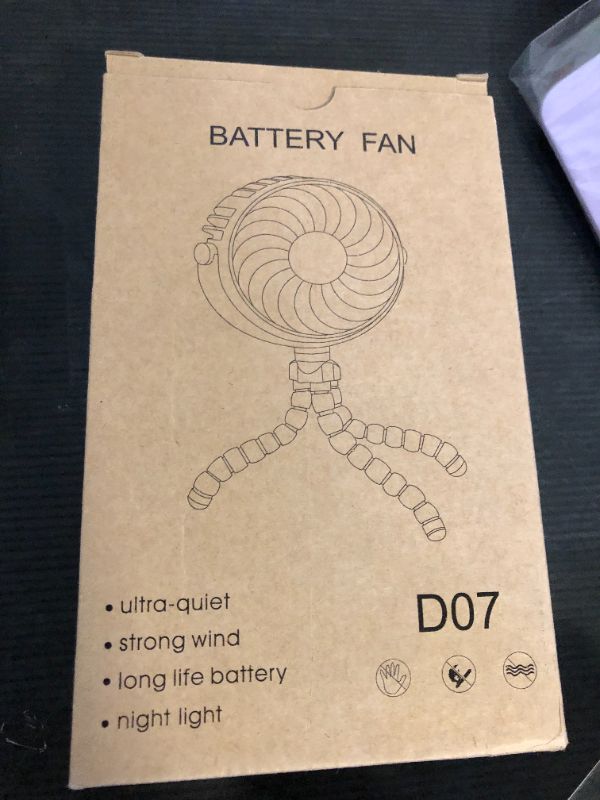 BATTERY FAN
• ultra-quiet
• strong wind
• long life battery
• night light
D07